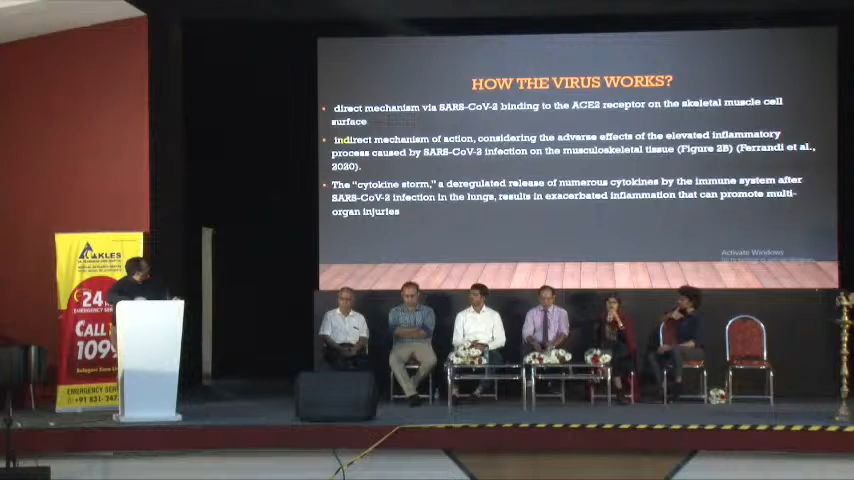 HOW THE VIRUS WORKS?
direct mechanism via SARS-CoV-2 binding to the ACE2 receptor on the skeletal muscle cell
surface
indirect mechanism of action, considering the adverse effects of the elevated inflammatory
process caused by SARS-CoV-2 infection on the musculoskeletal tissue (Figure 2B) (Ferrandi et al.,
2020).
The "cytokine storm," a deregulated release of numerous cytokines by the immune system after
SARS-CoV-2 infection in the lungs, results in exacerbated inflammation that can promote multi-
organ injuries
Activate Windows
KLES
24
EMERGENCY
CALL
109
EMERGENCY
+91 831-